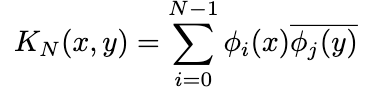 K_N(x, y) = \sum_{i=0}^{N-1} \phi_i(x) \overline{\phi_j(y)}